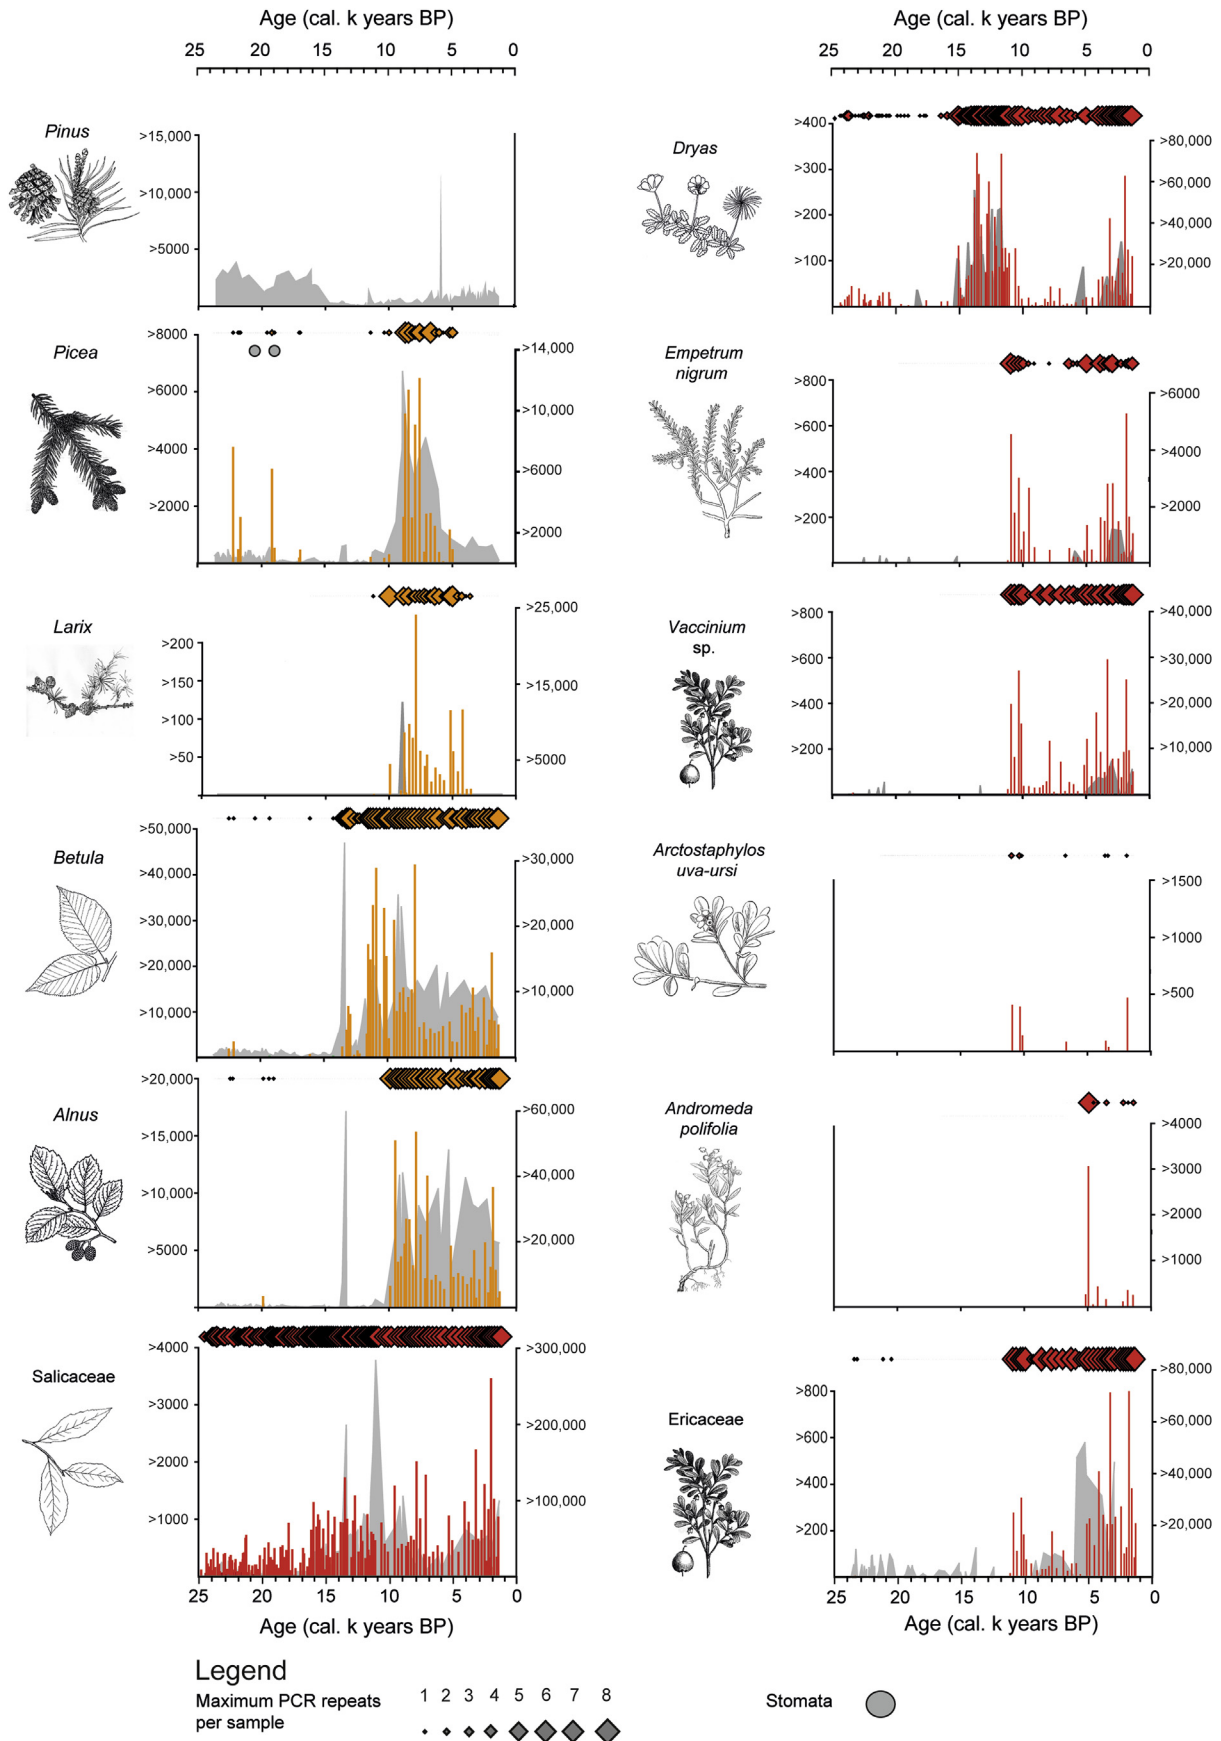 Age (cal. k years BP)
25 20 15 10 5 0
Pinus
>15,000
>10,000
>5000
Picea
>8000
>6000
>4000
>2000
>14,000
>10,000
>6000
>2000
Larix
>200
>150
>100
>50
>25,000
>15,000
>5000
Betula
>50,000
>40,000
>30,000
>20,000
>10,000
>30,000
>20,000
>10,000
Alnus
>20,000
>15,000
>10,000
>5000
>60,000
>40,000
>20,000
Salicaceae
>4000
>3000
>2000
>1000
>300,000
>200,000
>100,000
25 20 15 10 5 0
Age (cal. k years BP)
Age (cal. k years BP)
25 20 15 10 5 0
Dryas
>400
>300
>200
>100
>80,000
>60,000
>40,000
>20,000
Empetrum
nigrum
>800
>600
>400
>200
>6000
>4000
>2000
Vaccinium
sp.
>800
>600
>400
>200
>40,000
>30,000
>20,000
>10,000
Arctostaphylos
uva-ursi
>1500
>1000
>500
Andromeda
polifolia
>4000
>3000
>2000
>1000
Ericaceae
>800
>600
>400
>200
>80,000
>60,000
>40,000
>20,000
25 20 15 10 5 0
Age (cal. k years BP)
Legend
Maximum PCR repeats
per sample
1 2 3 4 5 6 7 8
Stomata